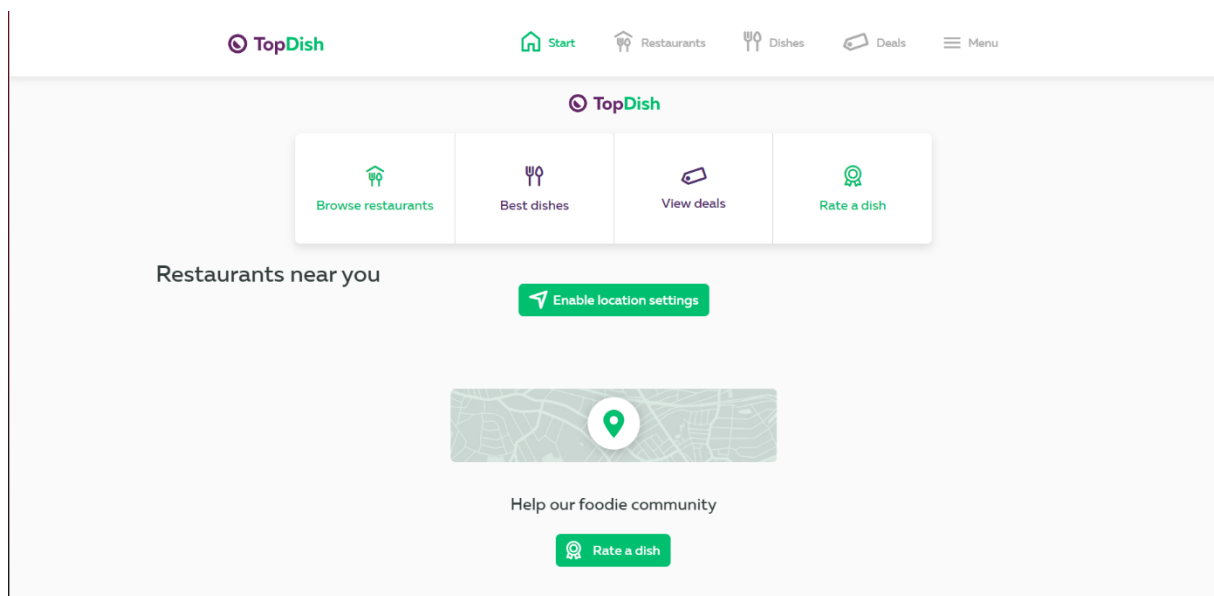 TopDish Start Restaurants Dishes Deals Menu
TopDish
Browse restaurants Best dishes View deals Rate a dish
Restaurants near you
Enable location settings
Help our foodie community
Rate a dish